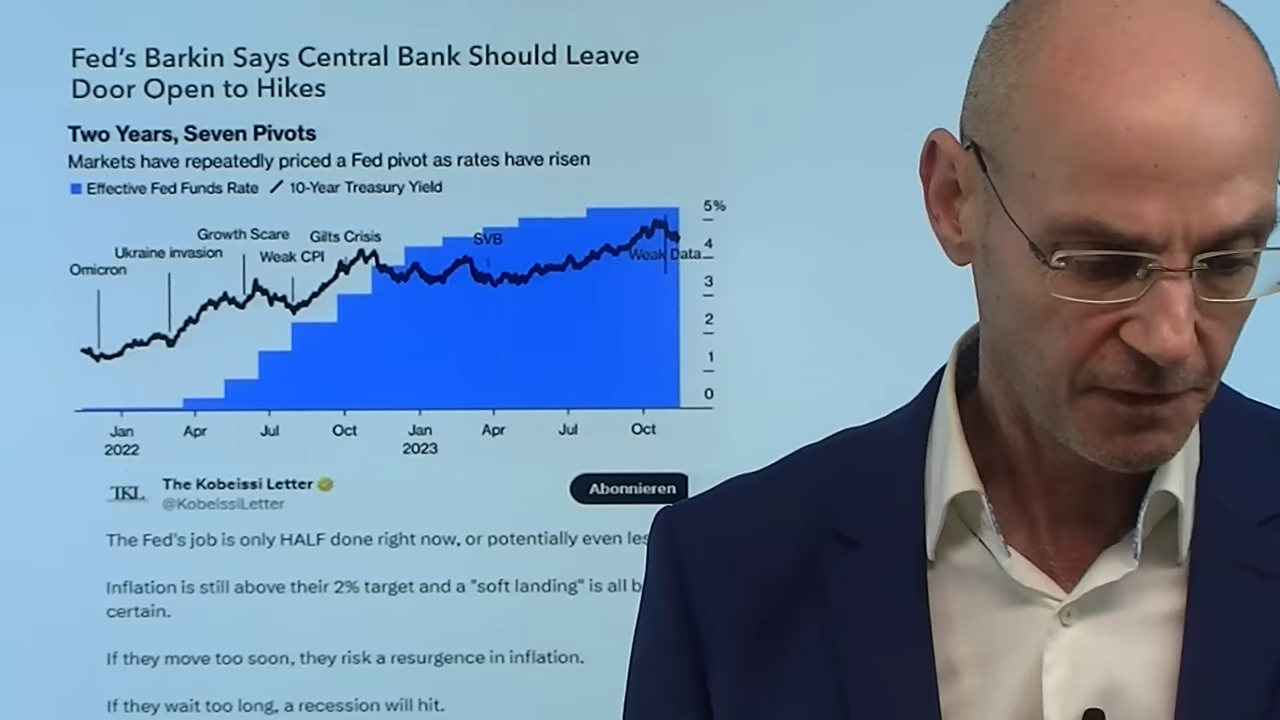 Fed's Barkin Says Central Bank Should Leave
Door Open to Hikes
Two Years, Seven Pivots
Markets have repeatedly priced a Fed pivot as rates have risen
Effective Fed Funds Rate 10-Year Treasury Yield
5%
Growth Scare Gilts Crisis SVB
Ukraine invasion Weak CPI Weak Data
Omicron
4
3
2
1
0
Jan Apr Jul Oct Jan Apr Jul Oct
2022 2023
TKL The Kobeissi Letter Abonnieren
@KobeissiLetter
The Fed's job is only HALF done right now, or potentially even
Inflation is still above their 2% target and a "soft landing" is all
certain.
If they move too soon, they risk a resurgence in inflation.
If they wait too long, a recession will hit.